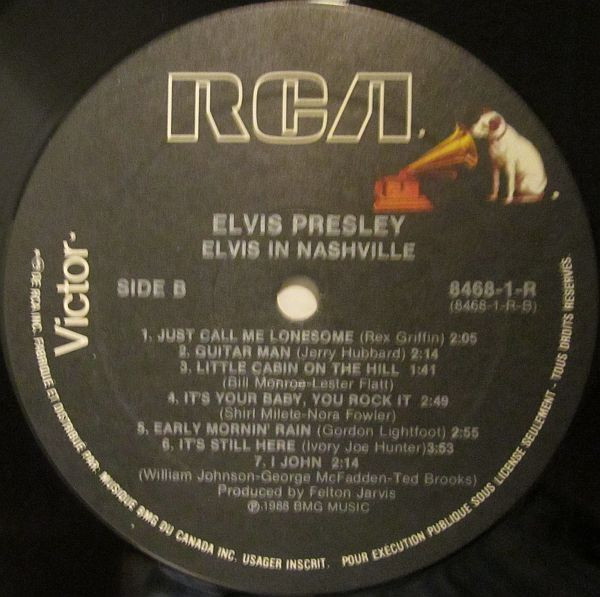 RCA
ELVIS PRESLEY
ELVIS IN NASHVILLE
Victor
SIDE B
8468-1-R
(8468-1-R-B)
1. JUST CALL ME LONESOME (Rex Griffin) 2:05
2. GUITAR MAN (Jerry Hubbard) 2:14
3. LITTLE CABIN ON THE HILL 1:41
(Bill Monroe-Lester Flatt)
4. IT'S YOUR BABY, YOU ROCK IT 2:49
(Shirl Milete-Nora Fowler)
5. EARLY MORNIN' RAIN (Gordon Lightfoot) 2:55
6. IT'S STILL HERE (Ivory Joe Hunter) 3:53
7. I JOHN 2:14
(William Johnson-George McFadden-Ted Brooks)
Produced by Felton Jarvis
℗ 1988 BMG MUSIC
DE RCA INC. FABRIQUÉ ET DISTRIBUÉ PAR: MUSIQUE BMG DU CANADA INC. USAGER INSCRIT. POUR EXÉCUTION PUBLIQUE SOUS LICENSE SEULEMENT - TOUS DROITS RÉSERVÉS.